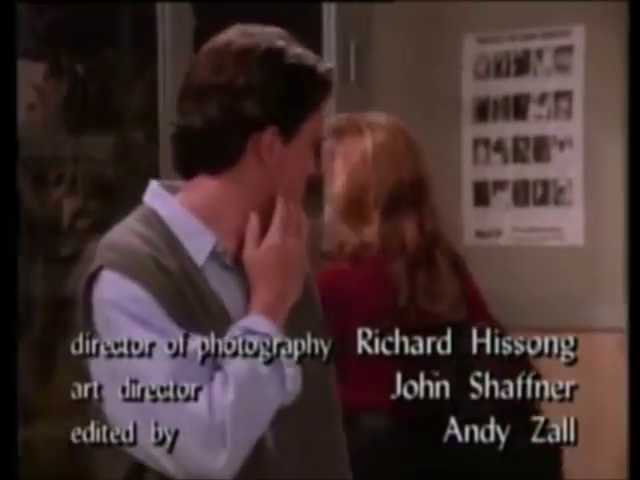 director of photography Richard Hissong
art director John Shaffner
edited by Andy Zall